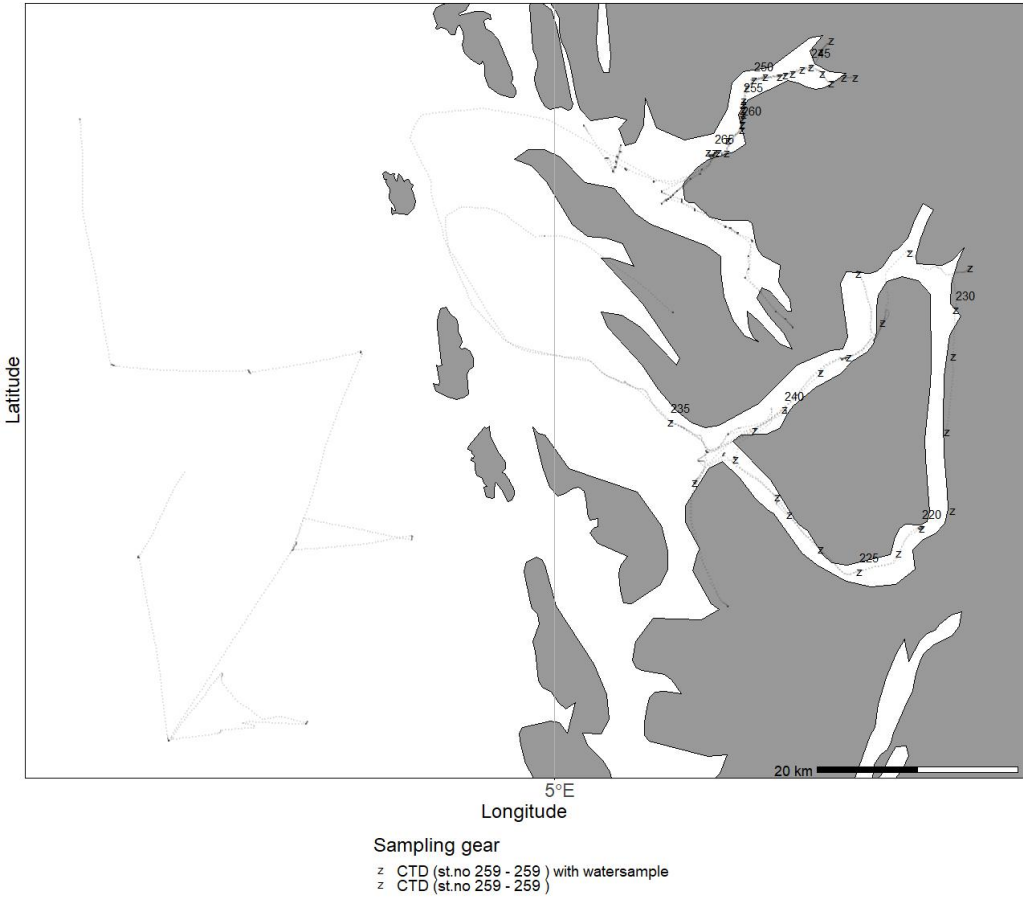 245
250
255
260
265
230
240
235
220
225
20 km
5°E
Latitude
Longitude
Sampling gear
z CTD (st.no 259 - 259 ) with watersample
z CTD (st.no 259 - 259 )